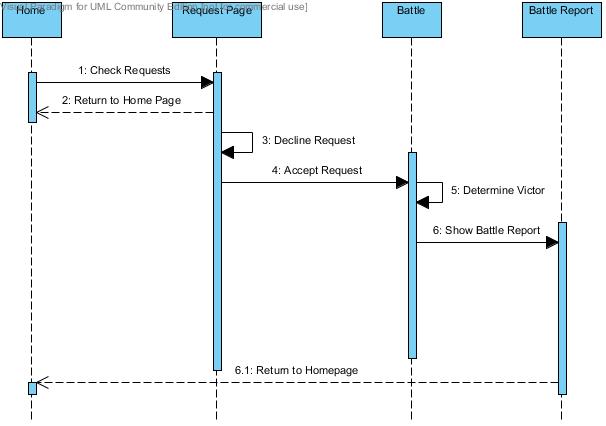 Visual Paradigm for UML Community Edition [not for commercial use]
Home
Request Page
Battle
Battle Report
1: Check Requests
2: Return to Home Page
3: Decline Request
4: Accept Request
5: Determine Victor
6: Show Battle Report
6.1: Return to Homepage